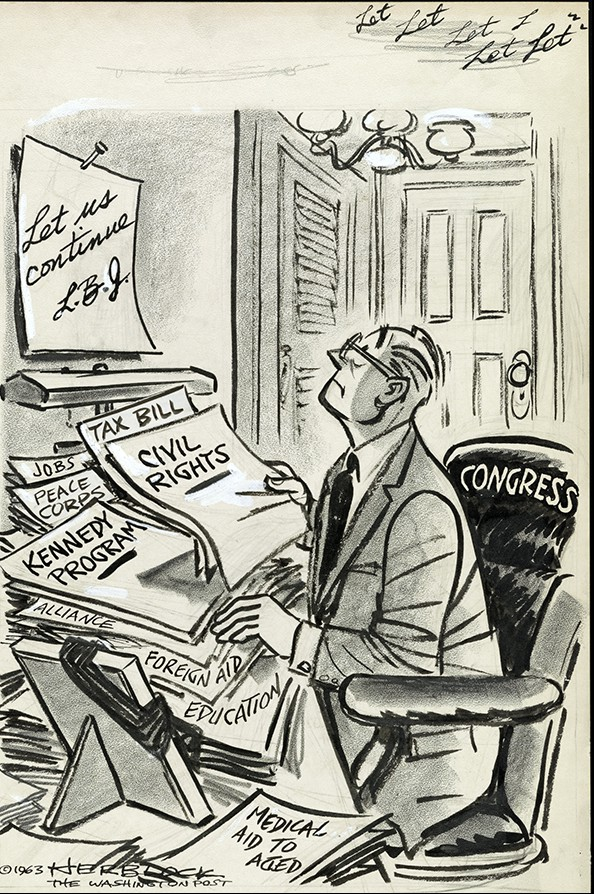 Let Let Let I
Let Let"
Let us
continue
L.B.J.
TAX BILL
CIVIL
RIGHTS
JOBS
PEACE
CORPS
KENNEDY
PROGRAM
ALLIANCE
FOREIGN AID
EDUCATION
CONGRESS
MEDICAL
AID TO
AGED
©1963 HERBLOCK
THE WASHINGTON POST